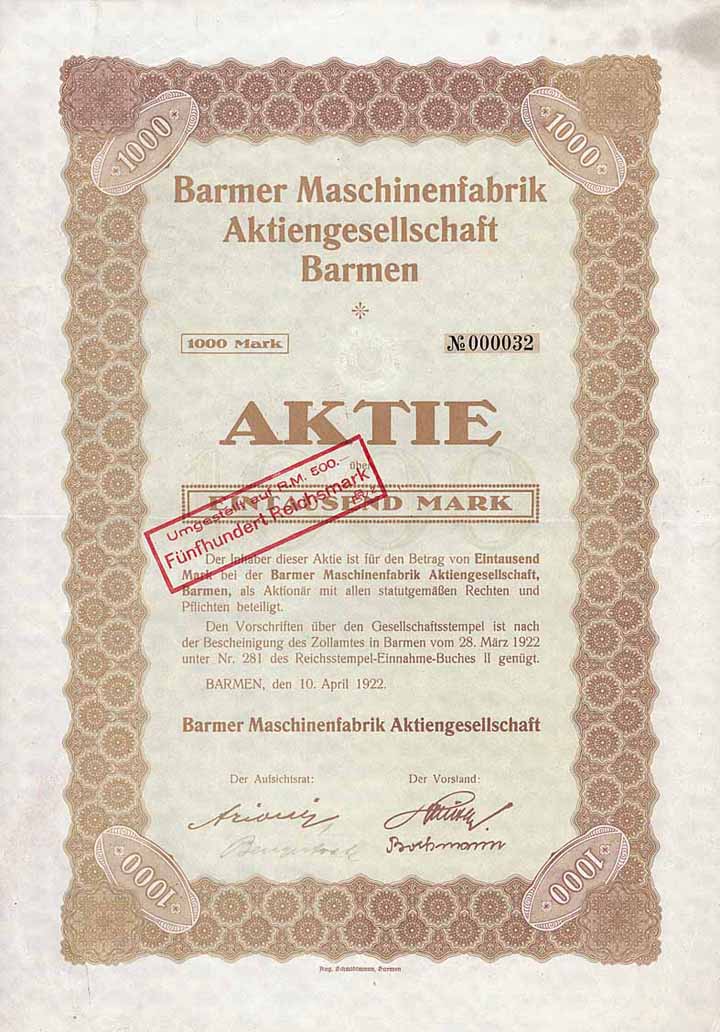 1000
1000
Barmer Maschinenfabrik
Aktiengesellschaft
Barmen
1000 Mark
№ 000032
AKTIE
über
EINTAUSEND MARK
Umgestellt auf R.M. 500.—
Fünfhundert Reichsmark
Der Inhaber dieser Aktie ist für den Betrag von Eintausend
Mark bei der Barmer Maschinenfabrik Aktiengesellschaft,
Barmen, als Aktionär mit allen statutgemäßen Rechten und
Pflichten beteiligt.
Den Vorschriften über den Gesellschaftsstempel ist nach
der Bescheinigung des Zollamtes in Barmen vom 28. März 1922
unter Nr. 281 des Reichsstempel-Einnahme-Buches II genügt.
BARMEN, den 10. April 1922.
Barmer Maschinenfabrik Aktiengesellschaft
Der Aufsichtsrat:
Der Vorstand:
Bochmann
1000
1000
Aug. Schmidtmann, Barmen